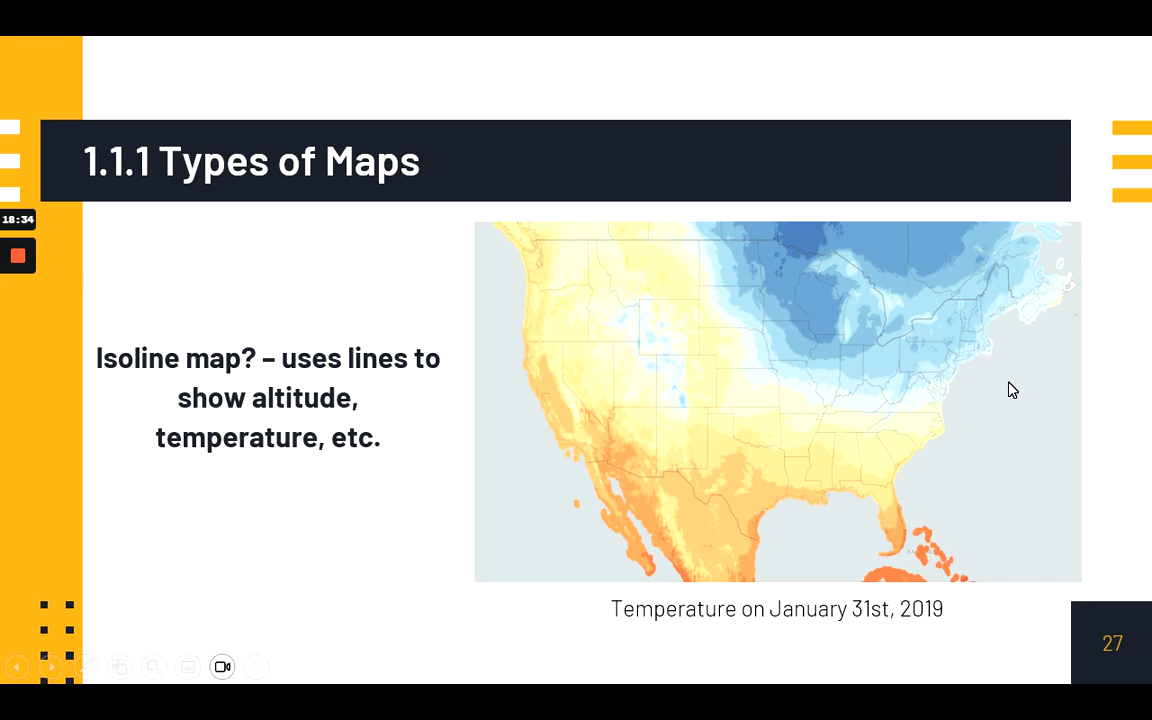 1.1.1 Types of Maps
18:34
Isoline map? – uses lines to
show altitude,
temperature, etc.
Temperature on January 31st, 2019
27